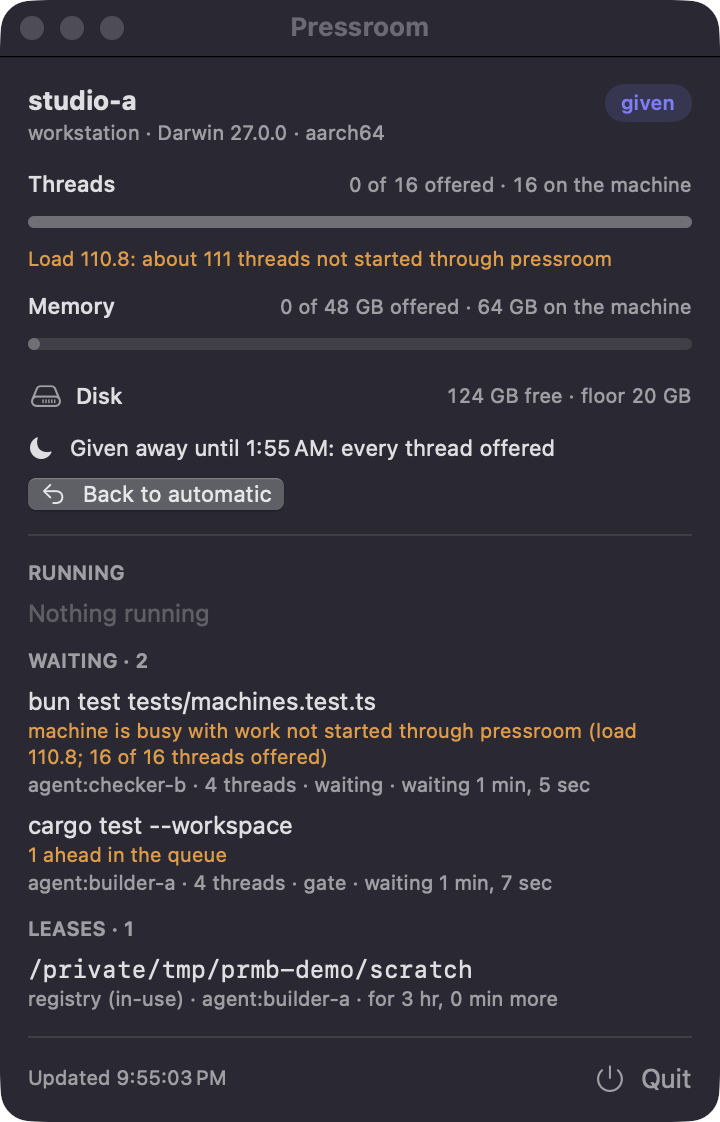 Pressroom
studio-a
given
workstation · Darwin 27.0.0 · aarch64
Threads
0 of 16 offered · 16 on the machine
Load 110.8: about 111 threads not started through pressroom
Memory
0 of 48 GB offered · 64 GB on the machine
Disk
124 GB free · floor 20 GB
Given away until 1:55 AM: every thread offered
Back to automatic
RUNNING
Nothing running
WAITING · 2
bun test tests/machines.test.ts
machine is busy with work not started through pressroom (load
110.8; 16 of 16 threads offered)
agent:checker-b · 4 threads · waiting · waiting 1 min, 5 sec
cargo test --workspace
1 ahead in the queue
agent:builder-a · 4 threads · gate · waiting 1 min, 7 sec
LEASES · 1
/private/tmp/prmb-demo/scratch
registry (in-use) · agent:builder-a · for 3 hr, 0 min more
Updated 9:55:03 PM
Quit